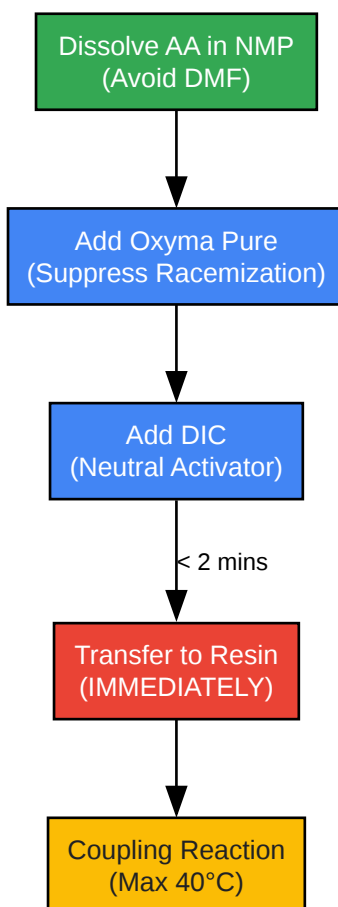 Dissolve AA in NMP
(Avoid DMF)
Add Oxyma Pure
(Suppress Racemization)
Add DIC
(Neutral Activator)
< 2 mins
Transfer to Resin
(IMMEDIATELY)
Coupling Reaction
(Max 40°C)